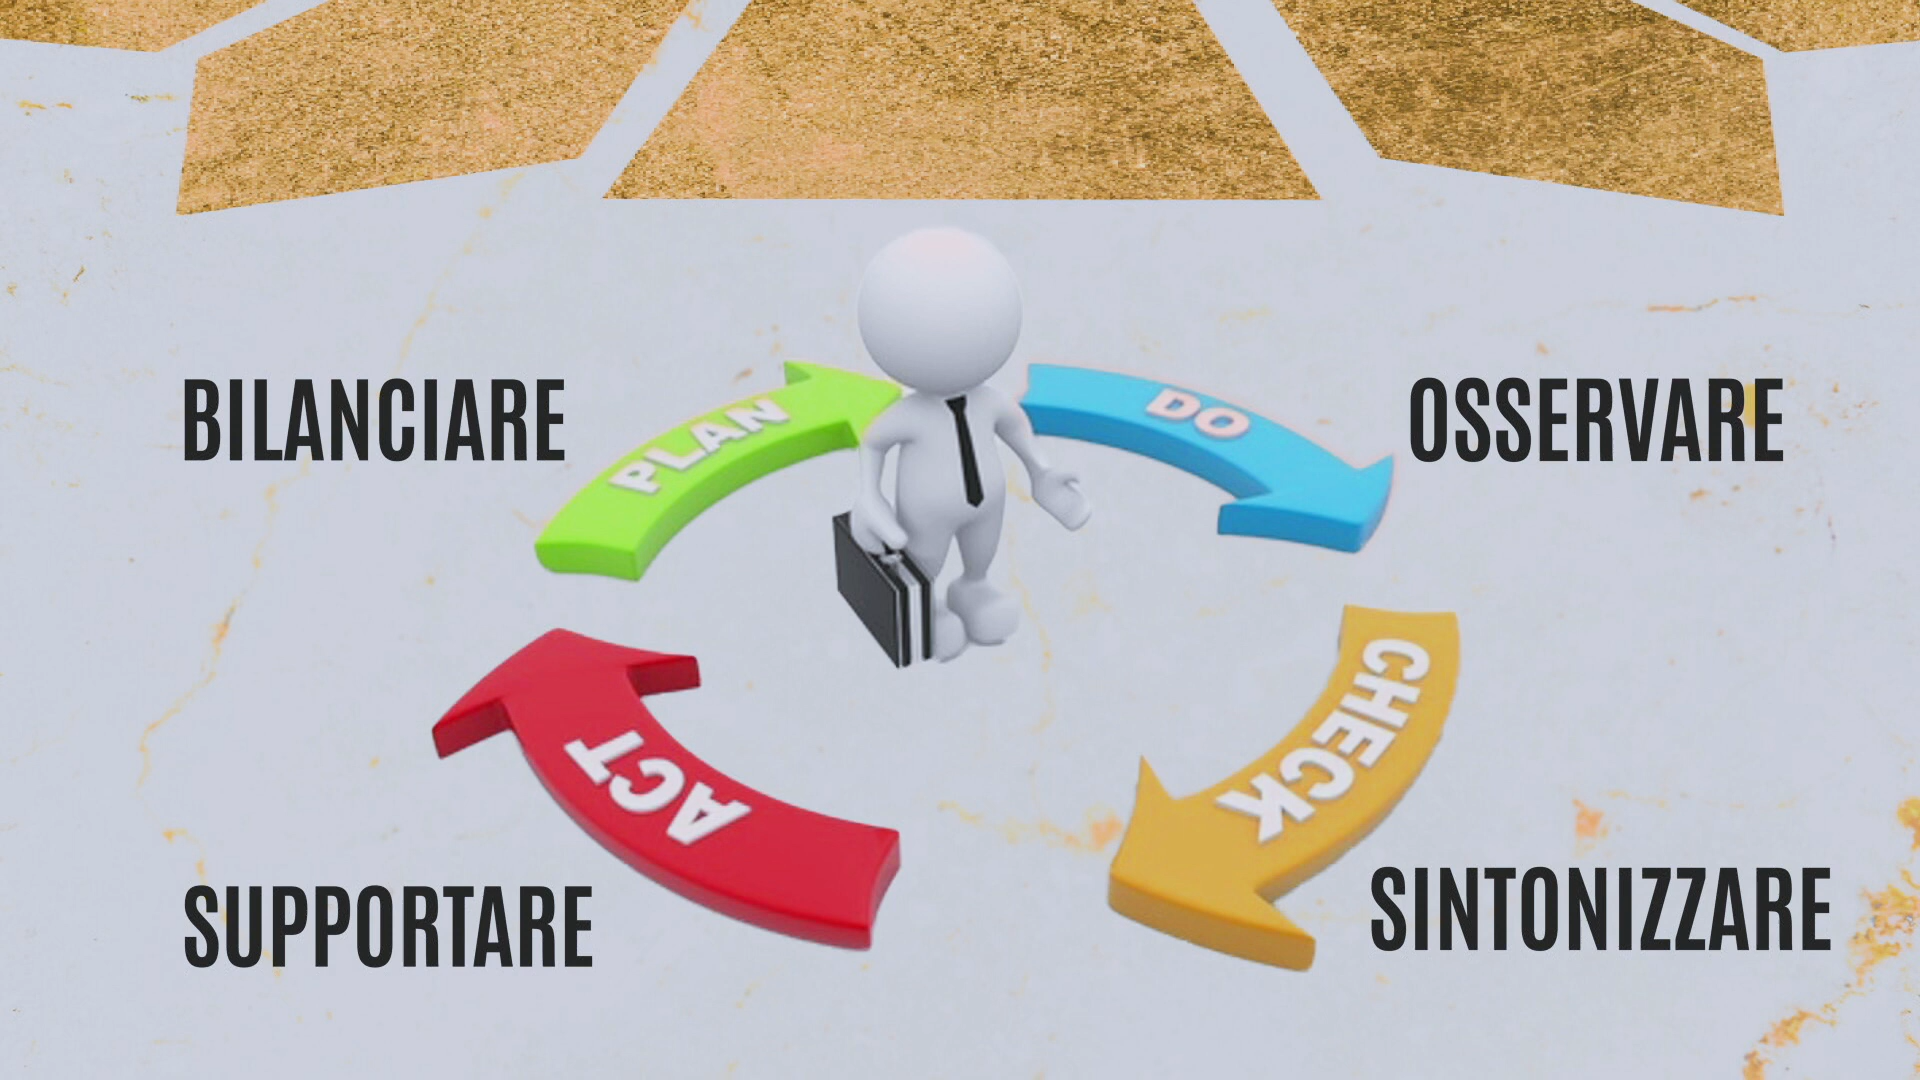 BILANCIARE
PLAN
DO
OSSERVARE
CHECK
ACT
SUPPORTARE
SINTONIZZARE